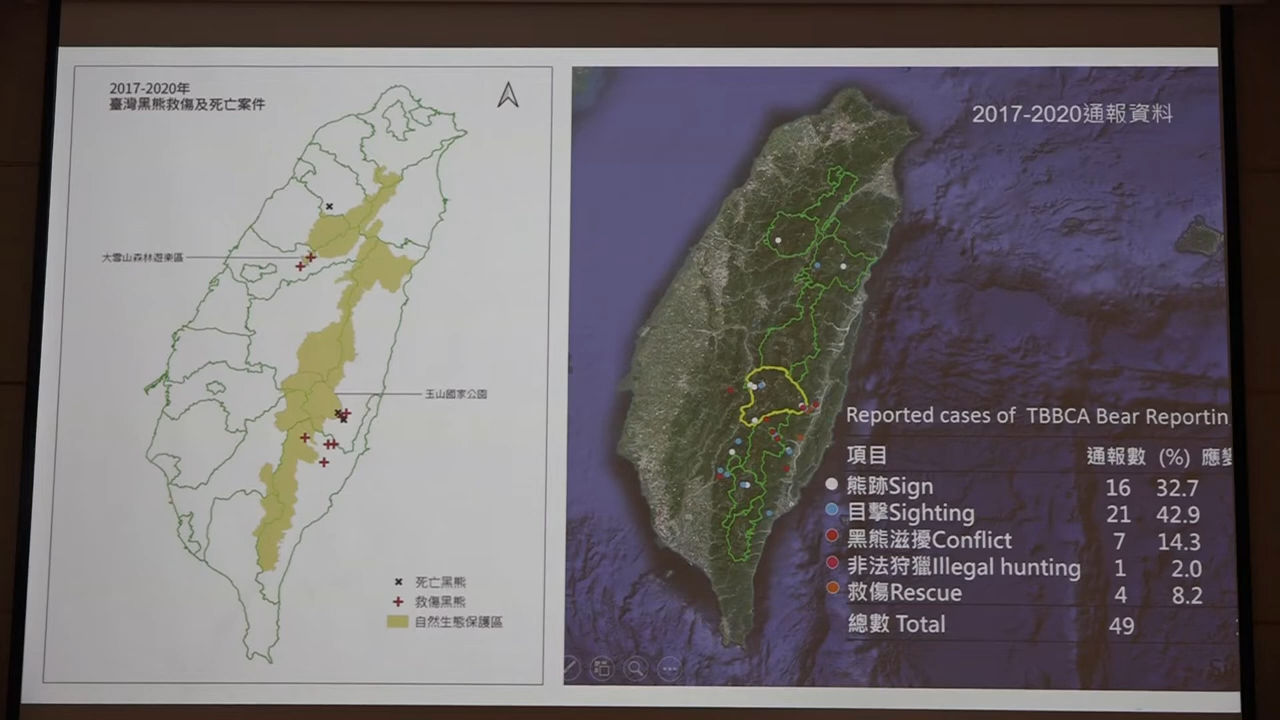 2017-2020年
臺灣黑熊救傷及死亡案件
大雪山森林遊樂區
玉山國家公園
死亡黑熊
救傷黑熊
自然生態保護區
2017-2020通報資料
Reported cases of TBBCA Bear Reportin
項目 通報數 (%) 應變
熊跡Sign 16 32.7
目擊Sighting 21 42.9
黑熊滋擾Conflict 7 14.3
非法狩獵Illegal hunting 1 2.0
救傷Rescue 4 8.2
總數 Total 49